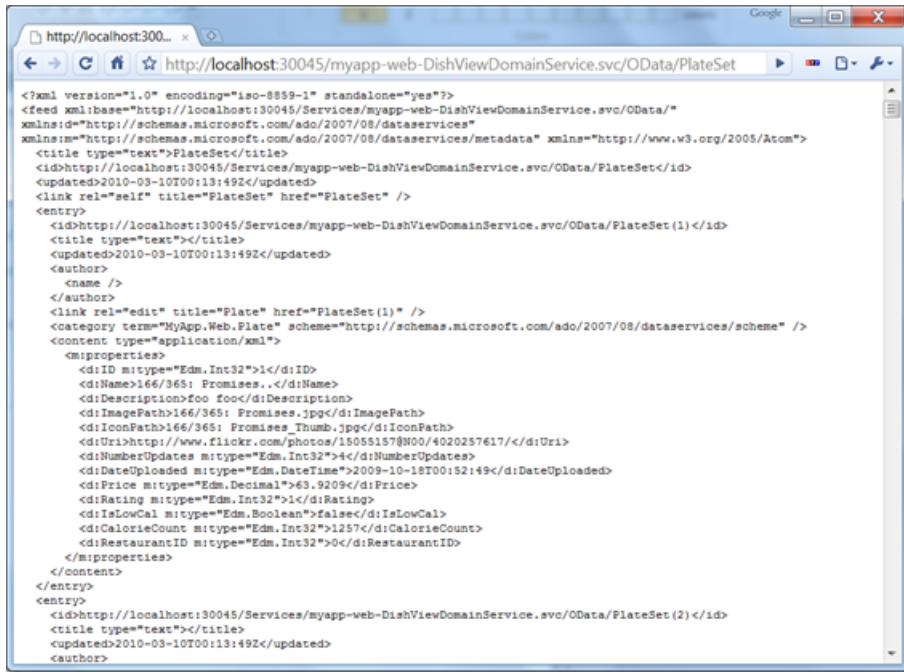 Google
http://localhost:300...
http://localhost:30045/myapp-web-DishViewDomainService.svc/OData/PlateSet
<?xml version="1.0" encoding="iso-8859-1" standalone="yes"?>
<feed xml:base="http://localhost:30045/Services/myapp-web-DishViewDomainService.svc/OData/"
xmlns:d="http://schemas.microsoft.com/ado/2007/08/dataservices"
xmlns:m="http://schemas.microsoft.com/ado/2007/08/dataservices/metadata" xmlns="http://www.w3.org/2005/Atom">
<title type="text">PlateSet</title>
<id>http://localhost:30045/Services/myapp-web-DishViewDomainService.svc/OData/PlateSet</id>
<updated>2010-03-10T00:13:49Z</updated>
<link rel="self" title="PlateSet" href="PlateSet" />
<entry>
<id>http://localhost:30045/Services/myapp-web-DishViewDomainService.svc/OData/PlateSet(1)</id>
<title type="text"></title>
<updated>2010-03-10T00:13:49Z</updated>
<author>
<name />
</author>
<link rel="edit" title="Plate" href="PlateSet(1)" />
<category term="MyApp.Web.Plate" scheme="http://schemas.microsoft.com/ado/2007/08/dataservices/scheme" />
<content type="application/xml">
<m:properties>
<d:ID m:type="Edm.Int32">1</d:ID>
<d:Name>166/365: Promises..</d:Name>
<d:Description>foo foo</d:Description>
<d:ImagePath>166/365: Promises.jpg</d:ImagePath>
<d:IconPath>166/365: Promises_Thumb.jpg</d:IconPath>
<d:Uri>http://www.flickr.com/photos/15055157@N00/4020257617/</d:Uri>
<d:NumberUpdates m:type="Edm.Int32">4</d:NumberUpdates>
<d:DateUploaded m:type="Edm.DateTime">2009-10-18T00:52:49</d:DateUploaded>
<d:Price m:type="Edm.Decimal">63.9209</d:Price>
<d:Rating m:type="Edm.Int32">1</d:Rating>
<d:IsLowCal m:type="Edm.Boolean">false</d:IsLowCal>
<d:CalorieCount m:type="Edm.Int32">1257</d:CalorieCount>
<d:RestaurantID m:type="Edm.Int32">0</d:RestaurantID>
</m:properties>
</content>
</entry>
<entry>
<id>http://localhost:30045/Services/myapp-web-DishViewDomainService.svc/OData/PlateSet(2)</id>
<title type="text"></title>
<updated>2010-03-10T00:13:49Z</updated>
<author>